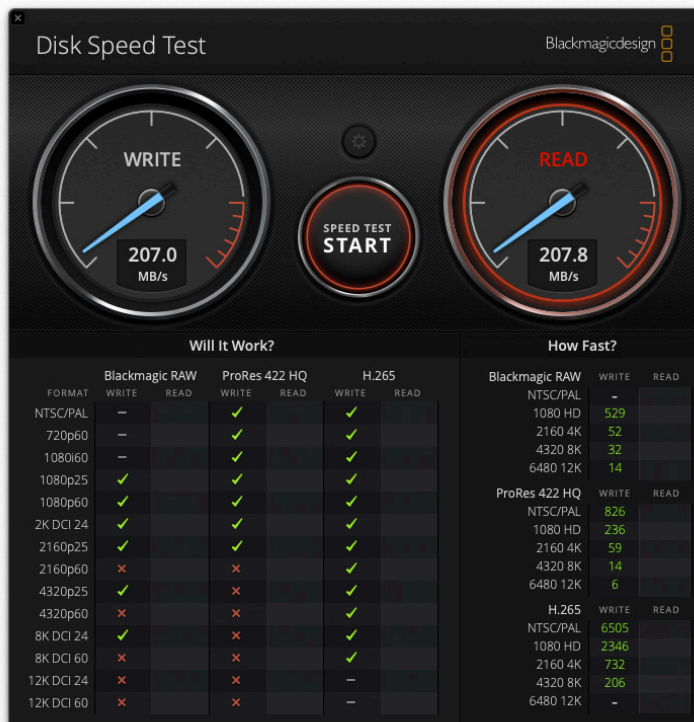 Disk Speed Test
Blackmagicdesign
WRITE
207.0
MB/s
SPEED TEST
START
READ
207.8
MB/s
Will It Work?
Blackmagic RAW ProRes 422 HQ H.265
FORMAT WRITE READ WRITE READ WRITE READ
NTSC/PAL – ✓ ✓
720p60 – ✓ ✓
1080i60 – ✓ ✓
1080p25 ✓ ✓ ✓
1080p60 ✓ ✓ ✓
2K DCI 24 ✓ ✓ ✓
2160p25 ✓ ✓ ✓
2160p60 × × ✓
4320p25 ✓ × ✓
4320p60 × × ✓
8K DCI 24 ✓ × ✓
8K DCI 60 × × ✓
12K DCI 24 × × –
12K DCI 60 × × –
How Fast?
Blackmagic RAW WRITE READ
NTSC/PAL -
1080 HD 529
2160 4K 52
4320 8K 32
6480 12K 14
ProRes 422 HQ WRITE READ
NTSC/PAL 826
1080 HD 236
2160 4K 59
4320 8K 14
6480 12K 6
H.265 WRITE READ
NTSC/PAL 6505
1080 HD 2346
2160 4K 732
4320 8K 206
6480 12K -